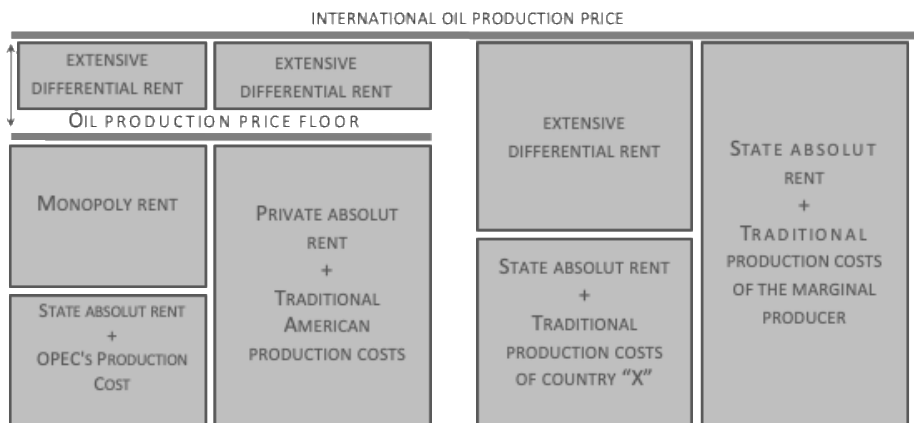 INTERNATIONAL OIL PRODUCTION PRICE
EXTENSIVE
DIFFERENTIAL RENT
EXTENSIVE
DIFFERENTIAL RENT
OIL PRODUCTION PRICE FLOOR
MONOPOLY RENT
STATE ABSOLUT RENT
+
OPEC'S PRODUCTION
COST
PRIVATE ABSOLUT
RENT
+
TRADITIONAL
AMERICAN
PRODUCTION COSTS
EXTENSIVE
DIFFERENTIAL RENT
STATE ABSOLUT RENT
+
TRADITIONAL
PRODUCTION COSTS
OF COUNTRY “X”
STATE ABSOLUT
RENT
+
TRADITIONAL
PRODUCTION COSTS
OF THE MARGINAL
PRODUCER